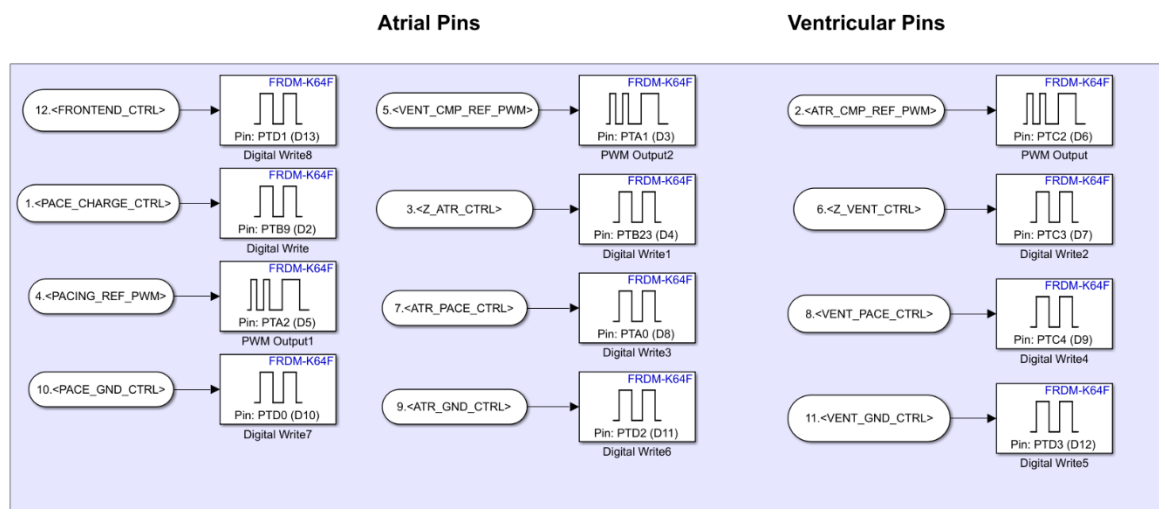 Atrial Pins
Ventricular Pins
12.<FRONTEND_CTRL>
FRDM-K64F
Pin: PTD1 (D13)
Digital Write8
1.<PACE_CHARGE_CTRL>
FRDM-K64F
Pin: PTB9 (D2)
Digital Write
4.<PACING_REF_PWM>
FRDM-K64F
Pin: PTA2 (D5)
PWM Output1
10.<PACE_GND_CTRL>
FRDM-K64F
Pin: PTD0 (D10)
Digital Write7
5.<VENT_CMP_REF_PWM>
FRDM-K64F
Pin: PTA1 (D3)
PWM Output2
3.<Z_ATR_CTRL>
FRDM-K64F
Pin: PTB23 (D4)
Digital Write1
7.<ATR_PACE_CTRL>
FRDM-K64F
Pin: PTA0 (D8)
Digital Write3
9.<ATR_GND_CTRL>
FRDM-K64F
Pin: PTD2 (D11)
Digital Write6
2.<ATR_CMP_REF_PWM>
FRDM-K64F
Pin: PTC2 (D6)
PWM Output
6.<Z_VENT_CTRL>
FRDM-K64F
Pin: PTC3 (D7)
Digital Write2
8.<VENT_PACE_CTRL>
FRDM-K64F
Pin: PTC4 (D9)
Digital Write4
11.<VENT_GND_CTRL>
FRDM-K64F
Pin: PTD3 (D12)
Digital Write5